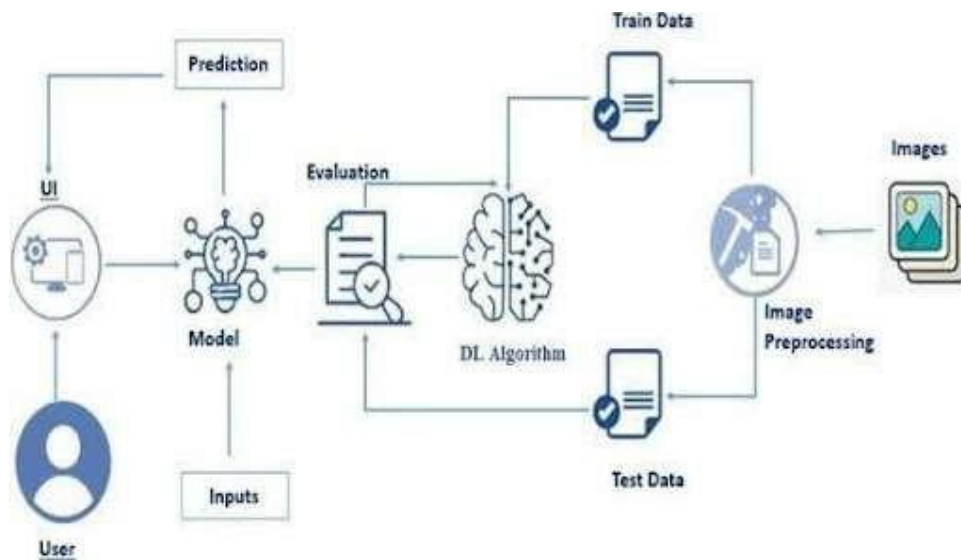 Train Data
Prediction
Images
Evaluation
UI
Image
Preprocessing
Model
DL Algorithm
Test Data
Inputs
User